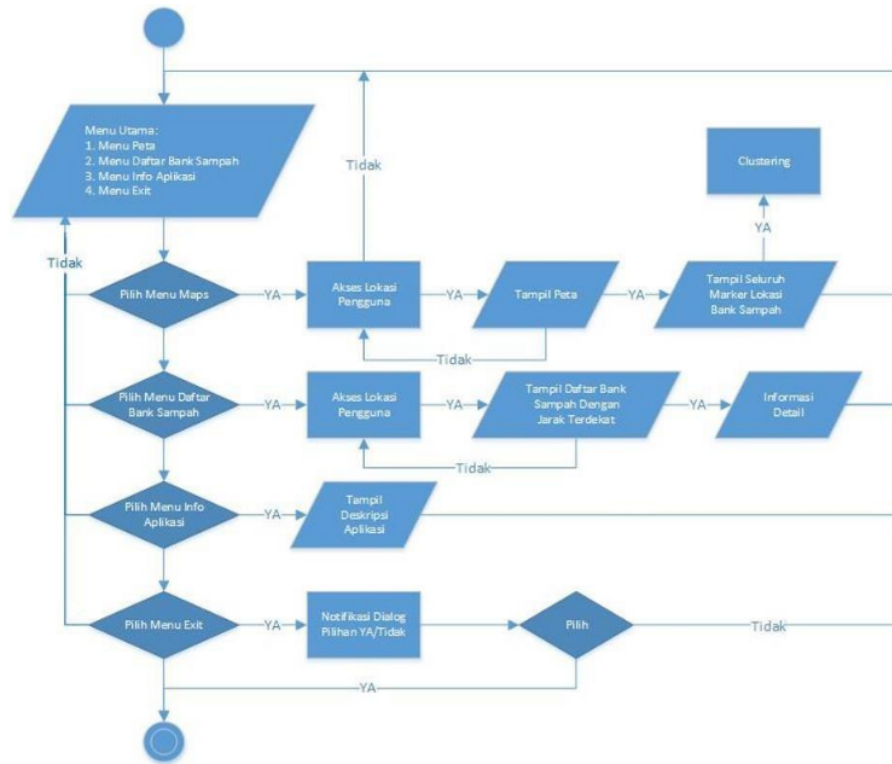 Menu Utama:
1. Menu Peta
2. Menu Daftar Bank Sampah
3. Menu Info Aplikasi
4. Menu Exit
Tidak
Clustering
YA
Tidak
Pilih Menu Maps
YA
Akses Lokasi
Pengguna
YA
Tampil Peta
YA
Tampil Seluruh
Marker Lokasi
Bank Sampah
Tidak
Pilih Menu Daftar
Bank Sampah
YA
Akses Lokasi
Pengguna
YA
Tampil Daftar Bank
Sampah Dengan
Jarak Terdekat
YA
Informasi
Detail
Tidak
Pilih Menu Info
Aplikasi
YA
Tampil
Deskripsi
Aplikasi
Pilih Menu Exit
YA
Notifikasi Dialog
Pilihan YA/Tidak
Pilih
Tidak
YA